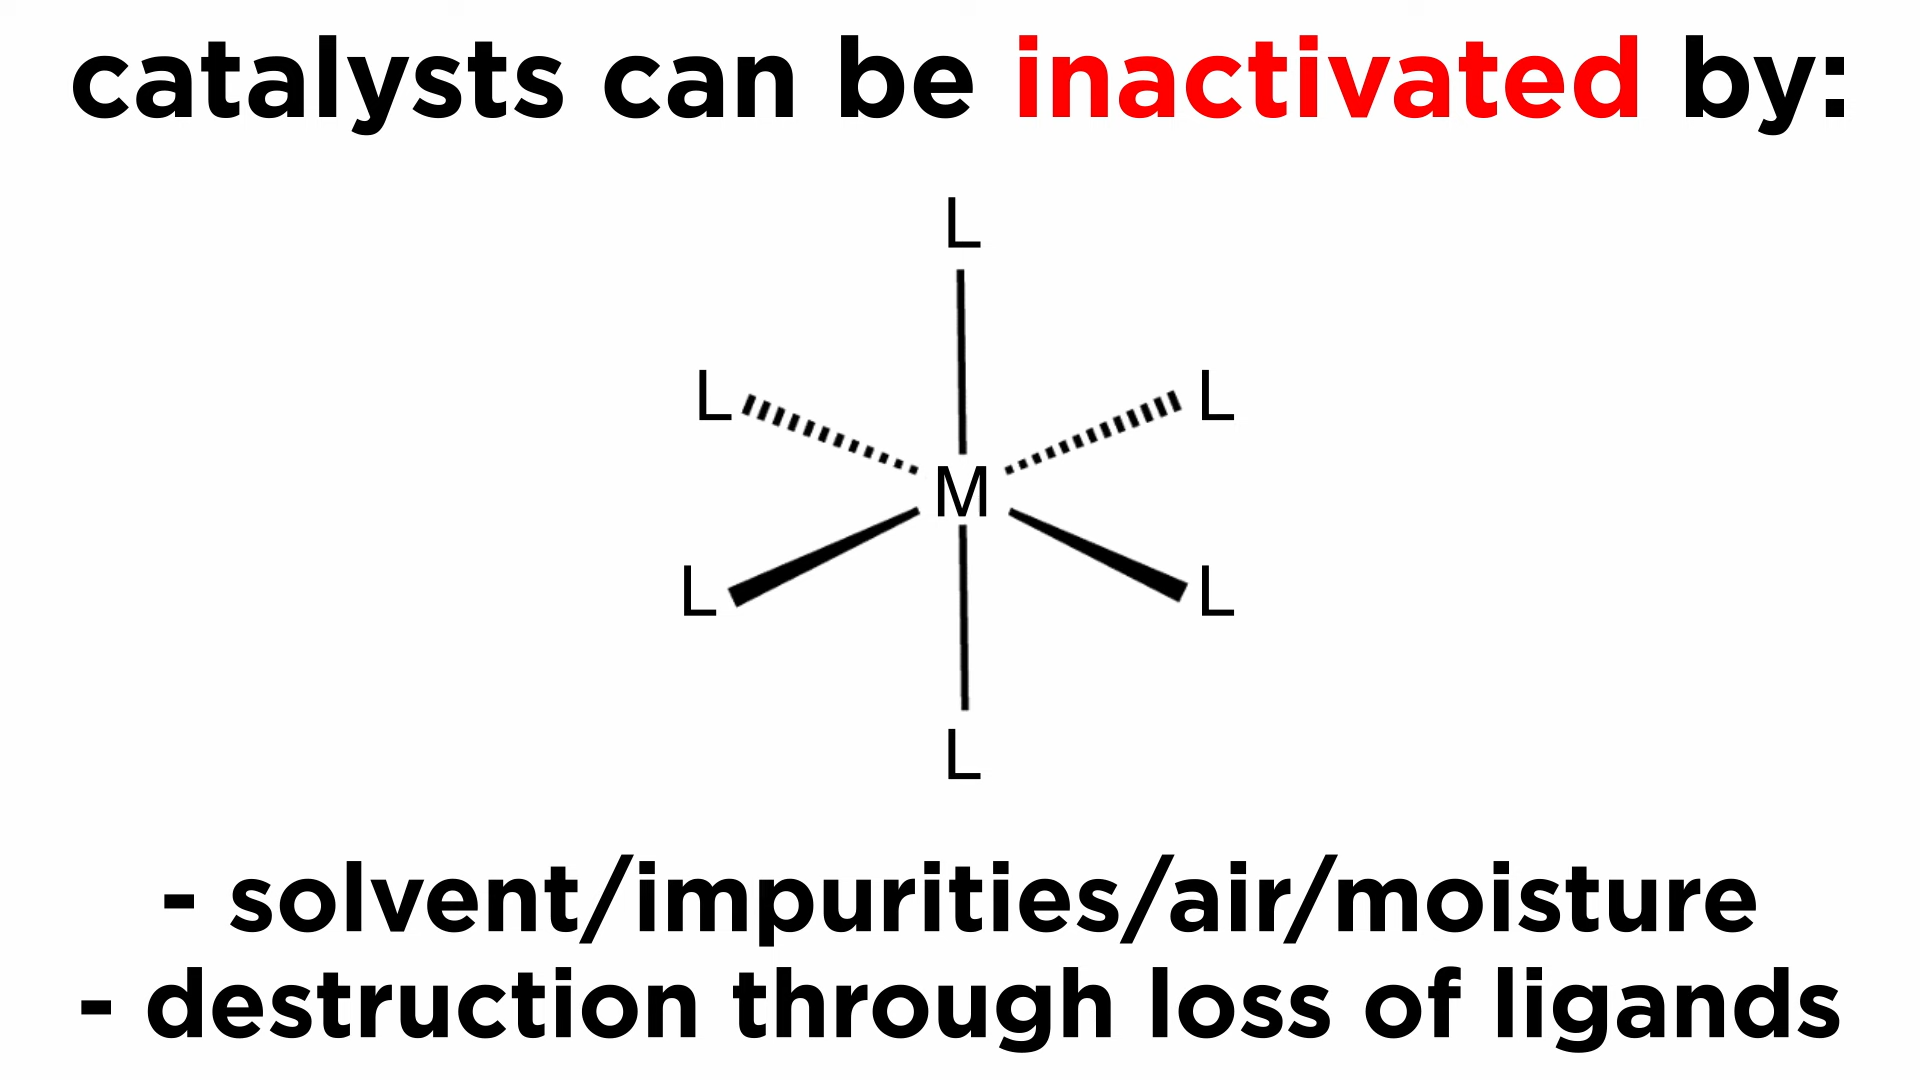 catalysts can be inactivated by:
L
L L
M
L L
L
- solvent/impurities/air/moisture
- destruction through loss of ligands